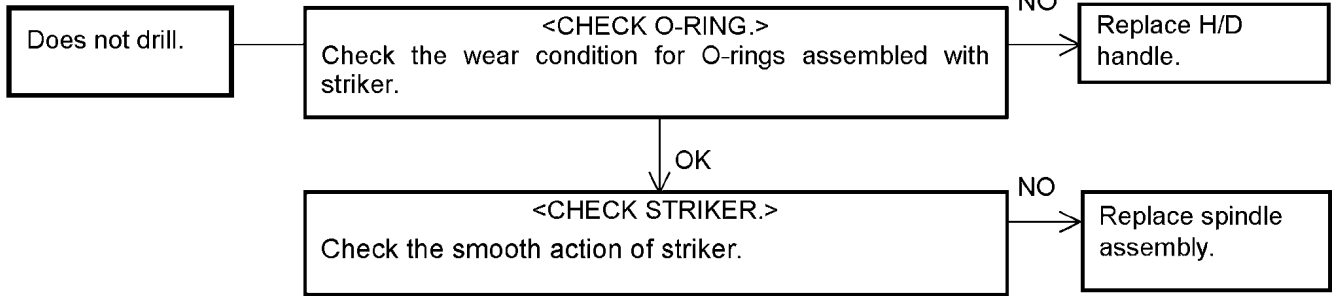 NO
Does not drill.
<CHECK O-RING.>
Check the wear condition for O-rings assembled with
striker.
Replace H/D
handle.
OK
<CHECK STRIKER.>
Check the smooth action of striker.
NO
Replace spindle
assembly.